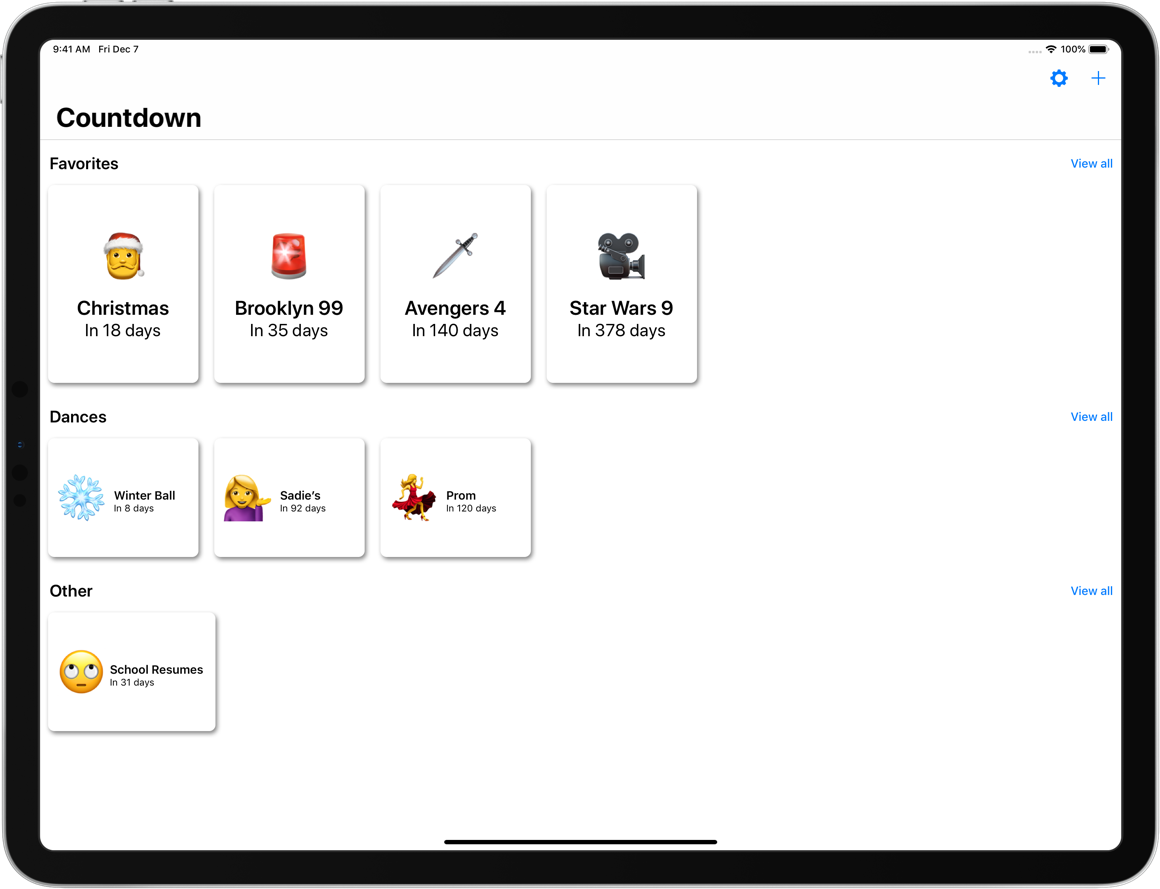 9:41 AM Fri Dec 7
100%
Countdown
Favorites
View all
Christmas
In 18 days
Brooklyn 99
In 35 days
Avengers 4
In 140 days
Star Wars 9
In 378 days
Dances
View all
Winter Ball
In 8 days
Sadie’s
In 92 days
Prom
In 120 days
Other
View all
School Resumes
In 31 days